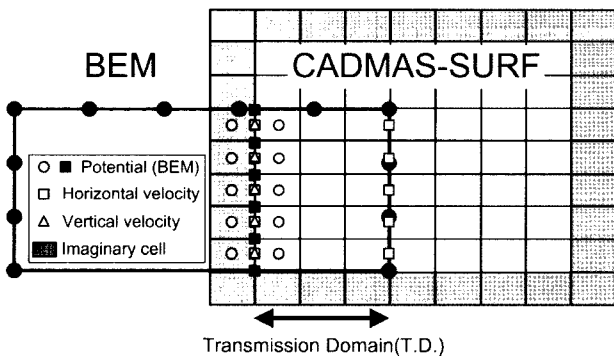 BEM
CADMAS-SURF
Potential (BEM)
Horizontal velocity
Vertical velocity
Imaginary cell
Transmission Domain(T.D.)